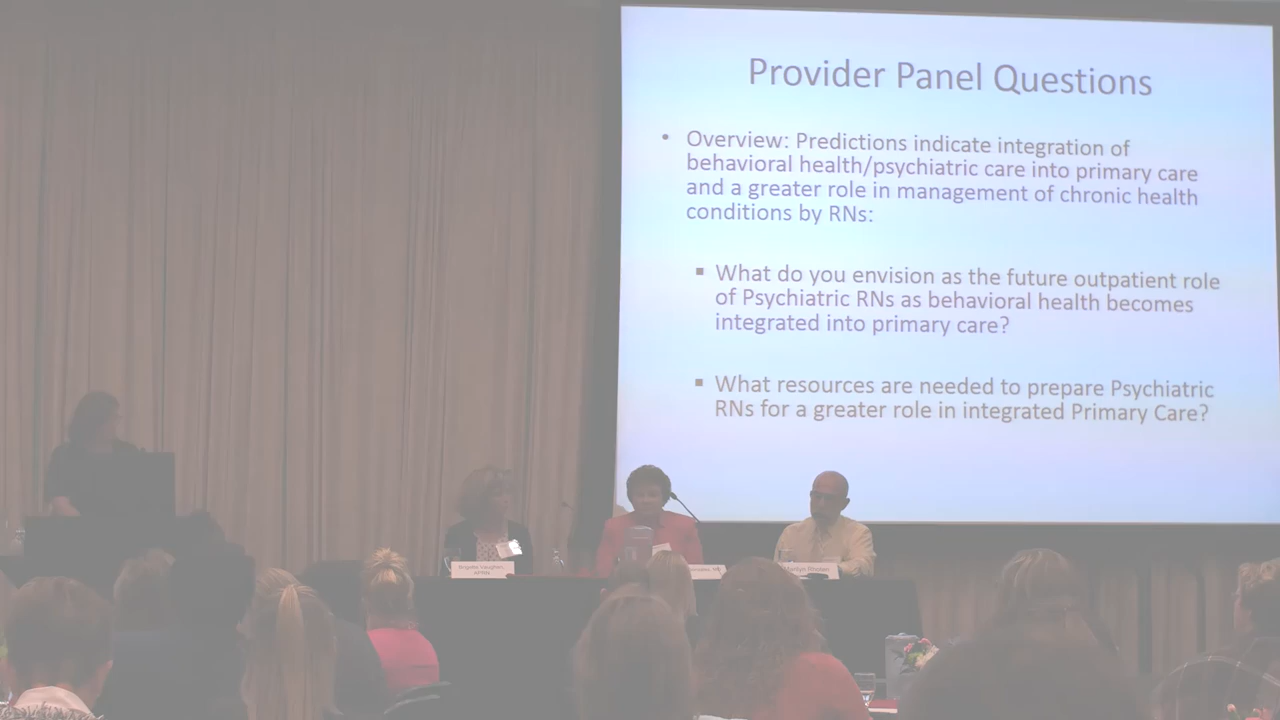 Provider Panel Questions
• Overview: Predictions indicate integration of
behavioral health/psychiatric care into primary care
and a greater role in management of chronic health
conditions by RNs:
▪ What do you envision as the future outpatient role
of Psychiatric RNs as behavioral health becomes
integrated into primary care?
▪ What resources are needed to prepare Psychiatric
RNs for a greater role in integrated Primary Care?
Brigette Vaughan,
APRN